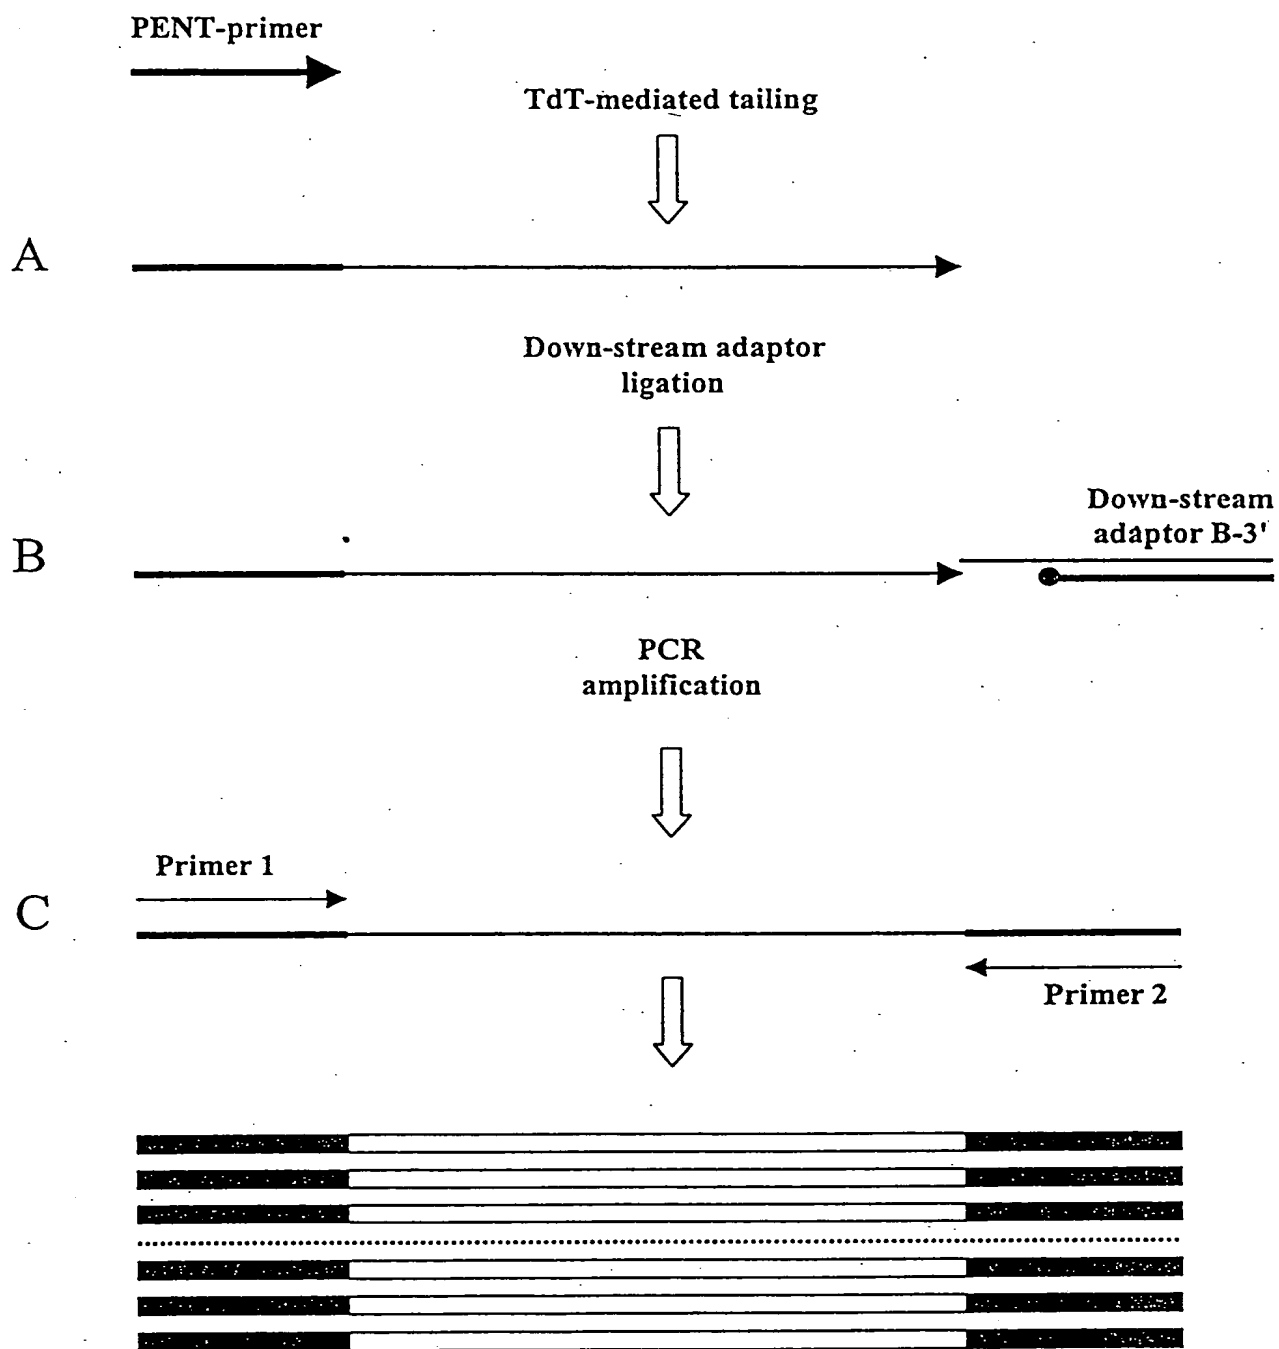 PENT-primer
TdT-mediated tailing
A
Down-stream adaptor
ligation
Down-stream
adaptor B-3'
B
PCR
amplification
Primer 1
C
Primer 2